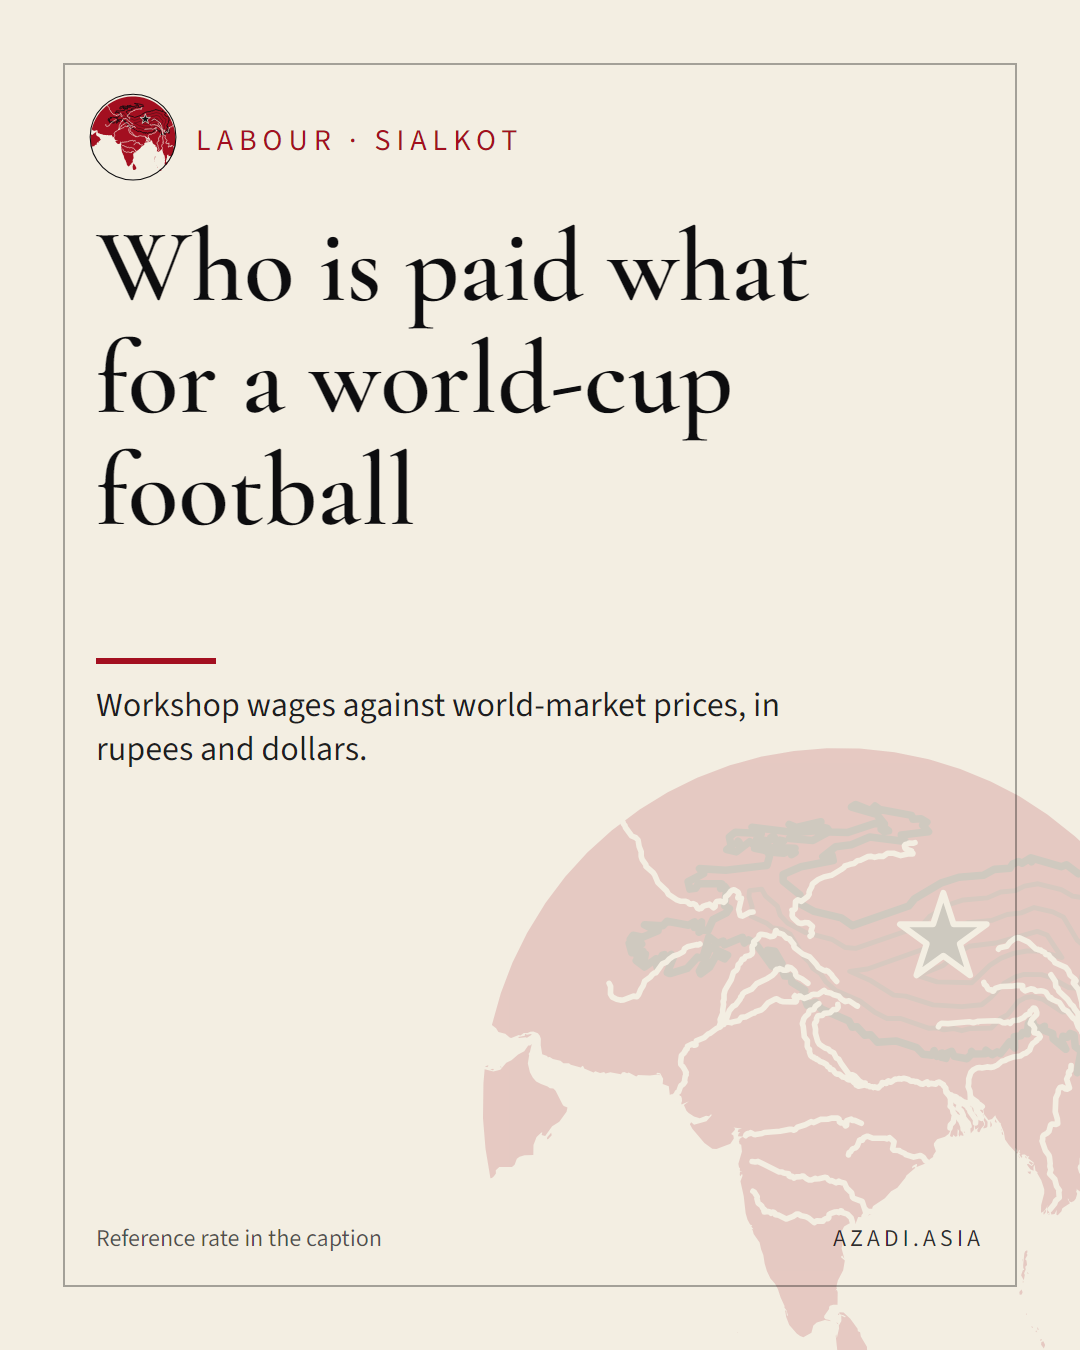 LABOUR · SIALKOT
Who is paid what
for a world-cup
football
Workshop wages against world-market prices, in
rupees and dollars.
Reference rate in the caption
AZADI.ASIA